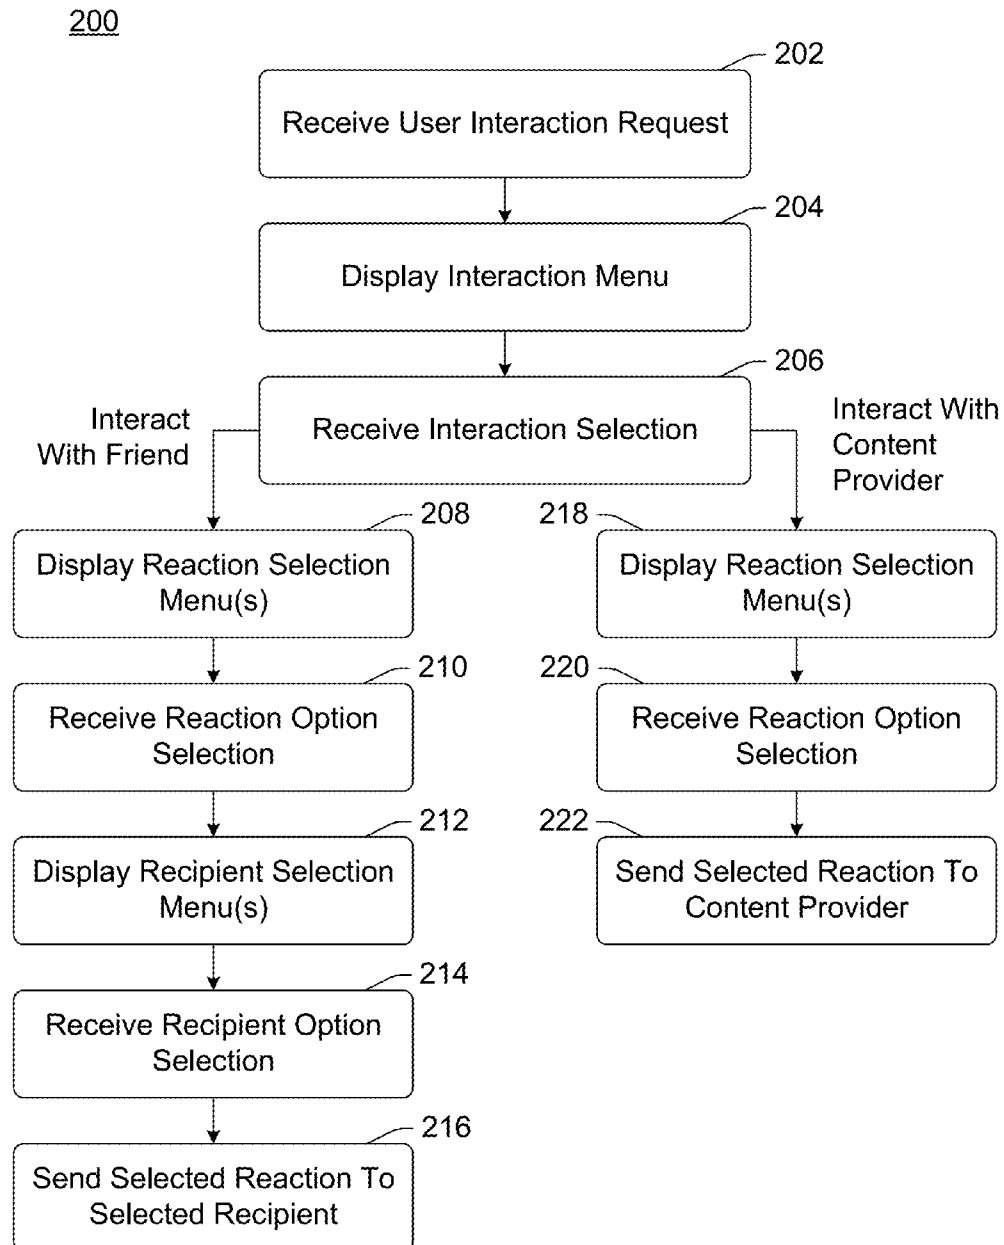 200
202
Receive User Interaction Request
204
Display Interaction Menu
206
Receive Interaction Selection
Interact
With Friend
Interact With
Content
Provider
208
Display Reaction Selection
Menu(s)
218
Display Reaction Selection
Menu(s)
210
Receive Reaction Option
Selection
220
Receive Reaction Option
Selection
212
Display Recipient Selection
Menu(s)
222
Send Selected Reaction To
Content Provider
214
Receive Recipient Option
Selection
216
Send Selected Reaction To
Selected Recipient